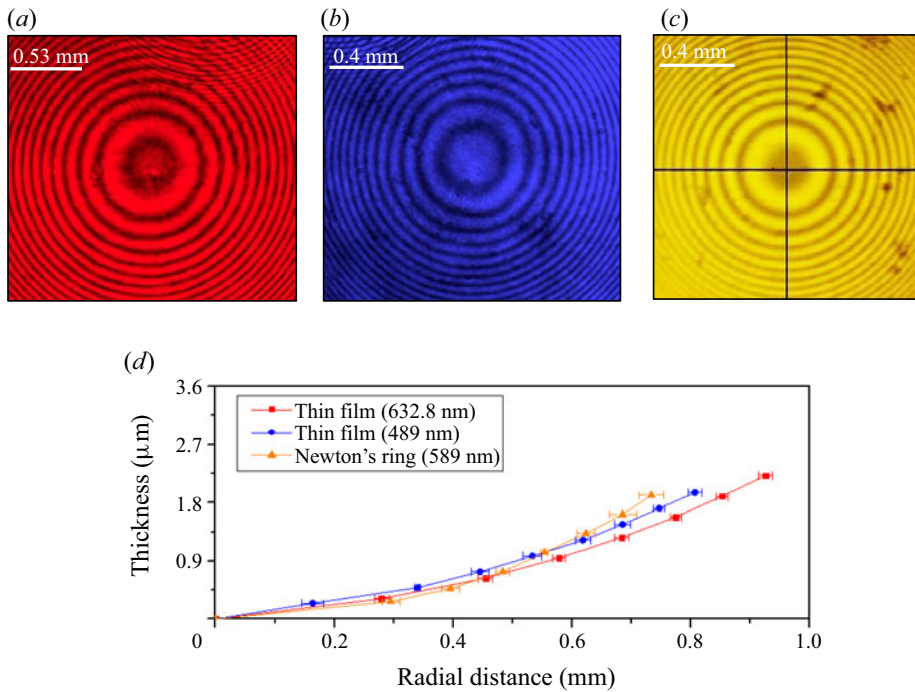 (a)
(b)
(c)
0.53 mm
0.4 mm
0.4 mm
(d)
3.6
2.7
1.8
0.9
0
0.2
0.4
0.6
0.8
1.0
Thin film (632.8 nm)
Thin film (489 nm)
Newton's ring (589 nm)
Thickness (μm)
Radial distance (mm)